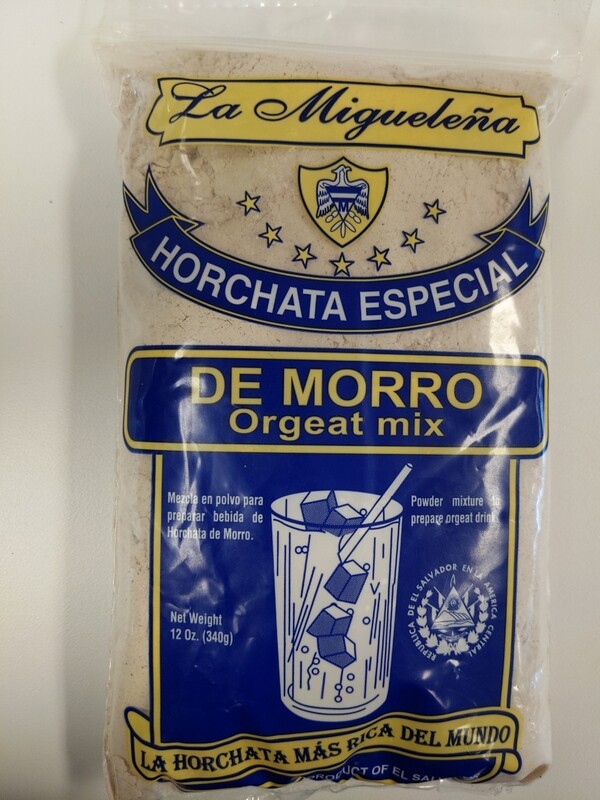 La Migueleña
M
HORCHATA ESPECIAL
DE MORRO
Orgeat mix
Mezcla en polvo para
preparar bebida de
Horchata de Morro.
Powder mixture to
prepare orgeat drink.
REPUBLICA DE EL SALVADOR EN LA AMERICA CENTRAL
Net Weight
12 Oz. (340g)
LA HORCHATA MÁS RICA DEL MUNDO
PRODUCT OF EL SALVADOR